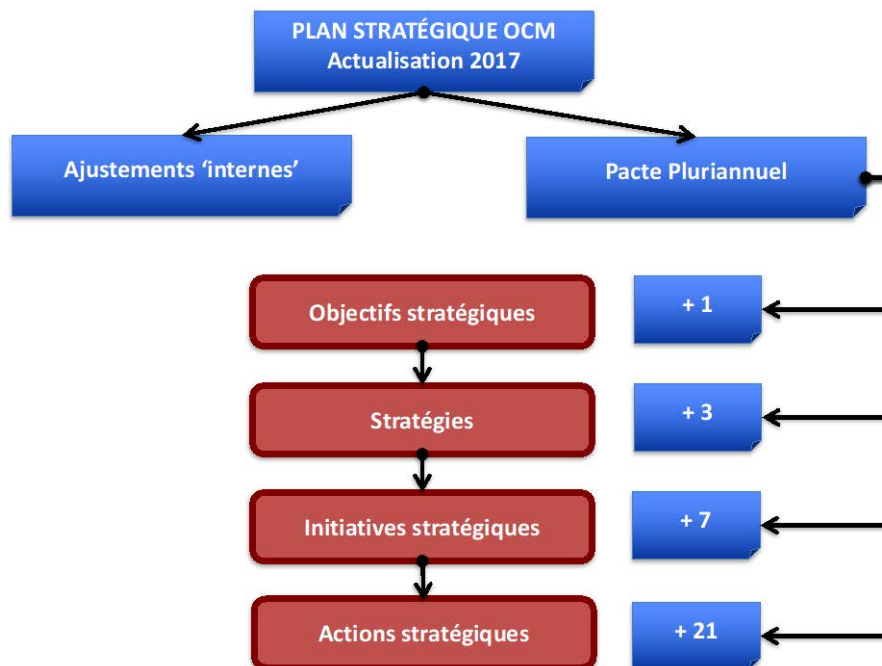 PLAN STRATÉGIQUE OCM
Actualisation 2017
Ajustements ‘internes’
Pacte Pluriannuel
Objectifs stratégiques
+ 1
Stratégies
+ 3
Initiatives stratégiques
+ 7
Actions stratégiques
+ 21